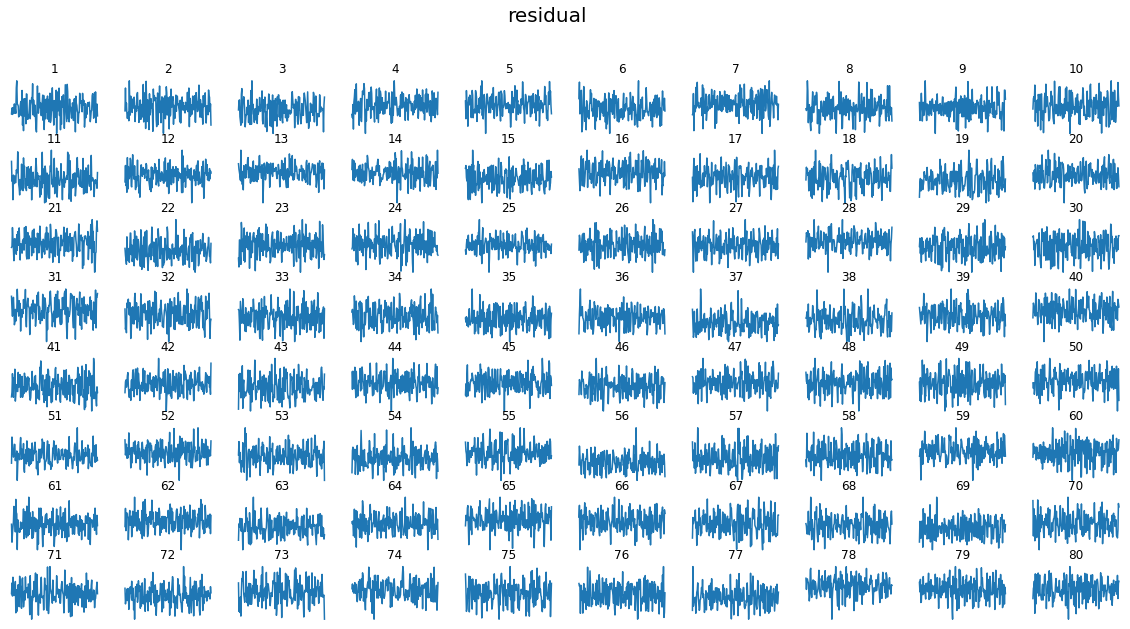 residual
1 2 3 4 5 6 7 8 9 10
11 12 13 14 15 16 17 18 19 20
21 22 23 24 25 26 27 28 29 30
31 32 33 34 35 36 37 38 39 40
41 42 43 44 45 46 47 48 49 50
51 52 53 54 55 56 57 58 59 60
61 62 63 64 65 66 67 68 69 70
71 72 73 74 75 76 77 78 79 80